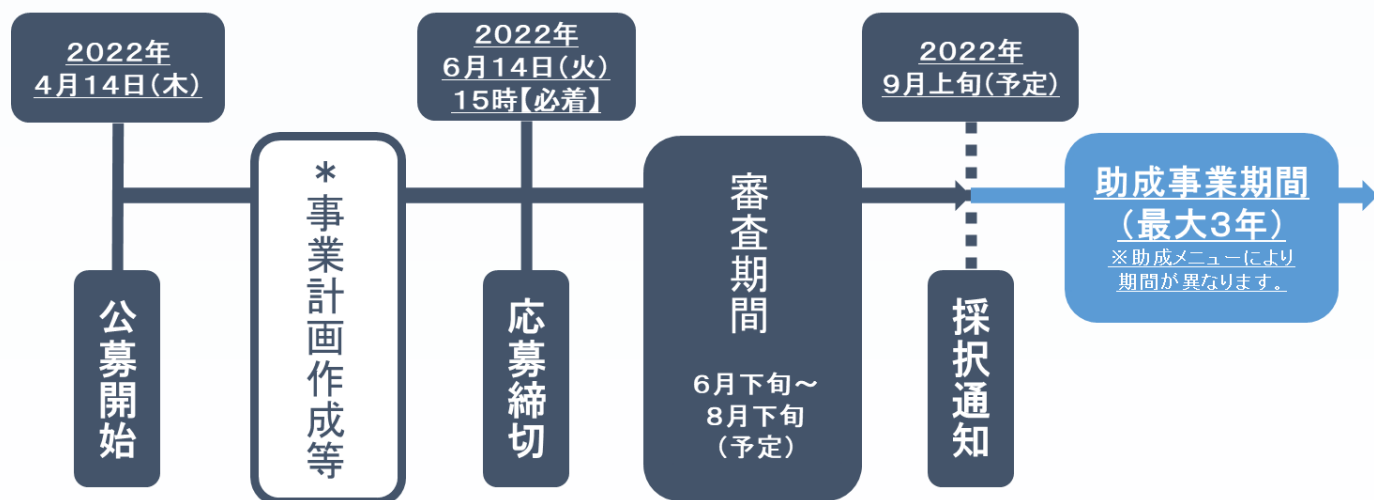 2022年
4月14日(木)
公募開始
*事業計画作成等
2022年
6月14日(火)
15時【必着】
応募締切
審査期間
6月下旬～
8月下旬
(予定)
2022年
9月上旬(予定)
採択通知
助成事業期間
(最大3年)
※助成メニューにより
期間が異なります。